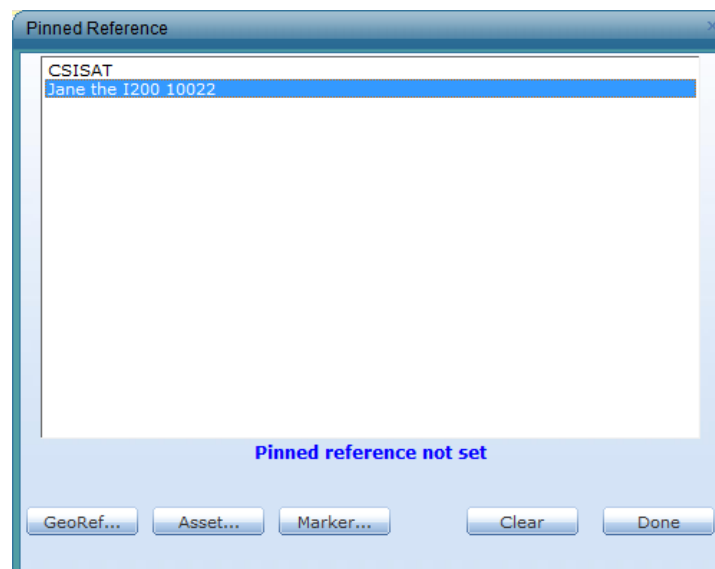 Pinned Reference
CSISAT
Jane the I200 10022
Pinned reference not set
GeoRef... Asset... Marker... Clear Done